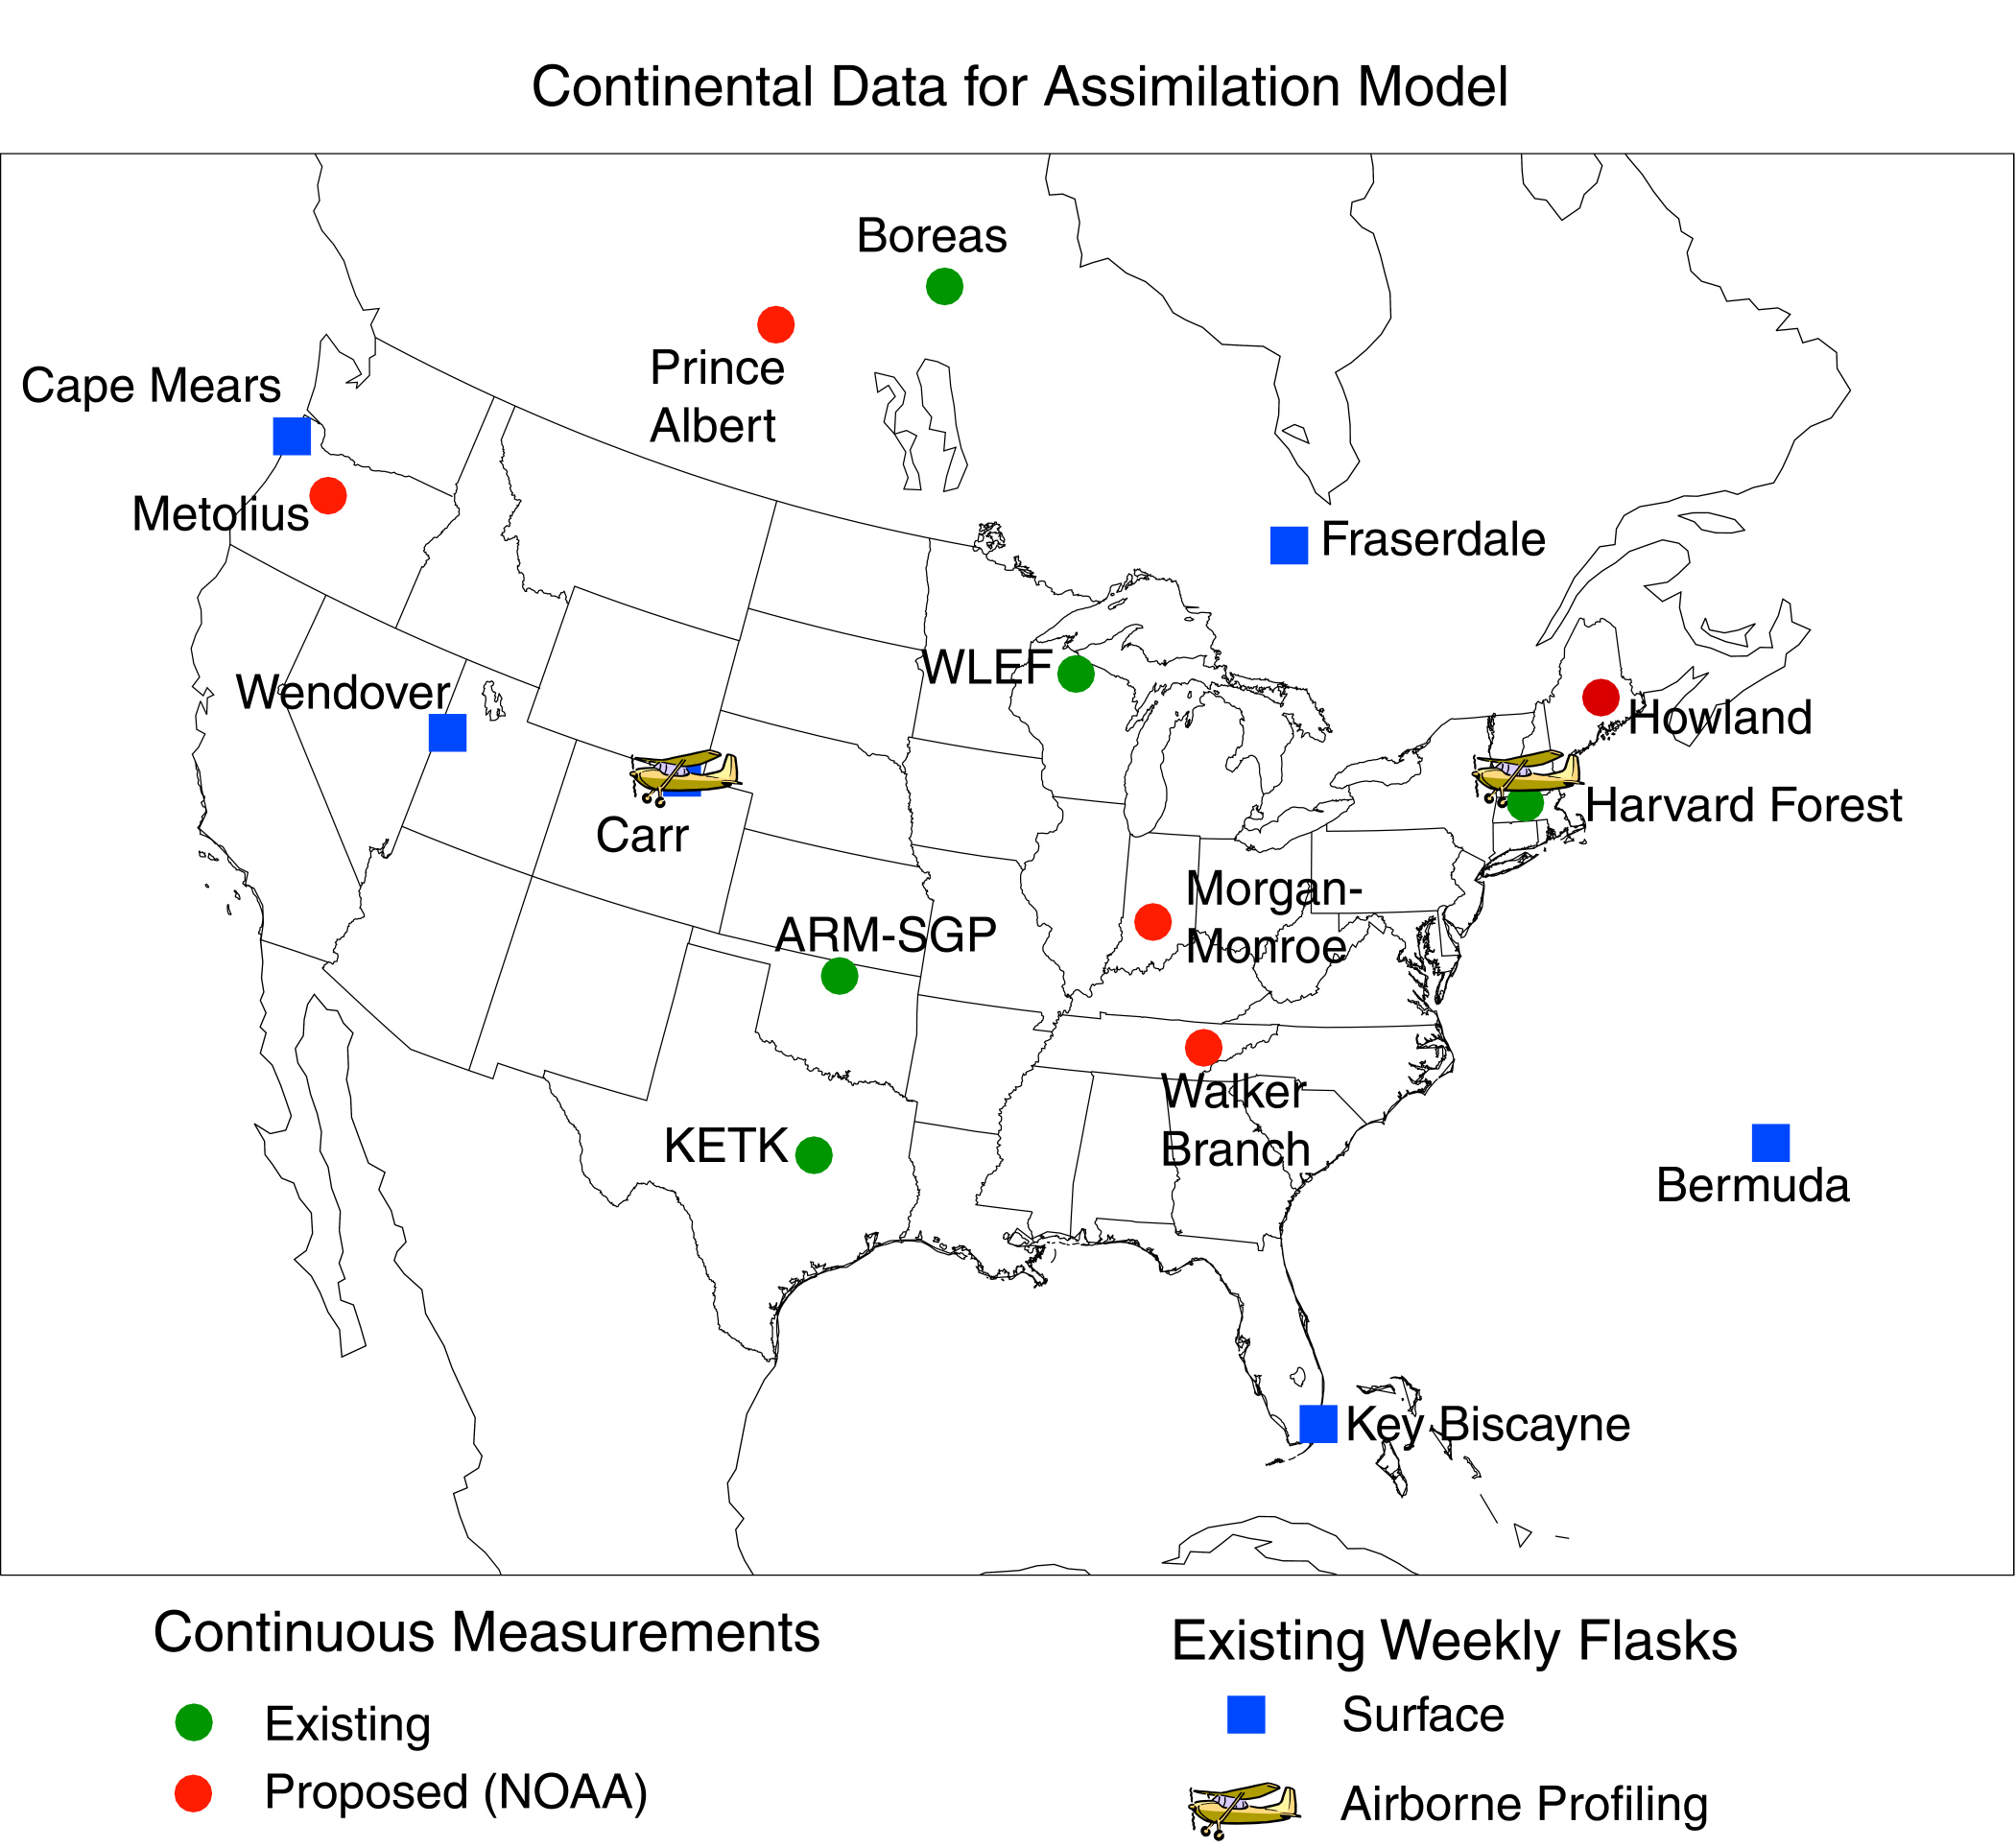 Continental Data for Assimilation Model
Boreas
Prince
Albert
Cape Mears
Metolius
Fraserdale
WLEF
Wendover
Howland
Harvard Forest
Carr
Morgan-
Monroe
ARM-SGP
Walker
Branch
KETK
Bermuda
Key Biscayne
Continuous Measurements
Existing
Proposed (NOAA)
Existing Weekly Flasks
Surface
Airborne Profiling